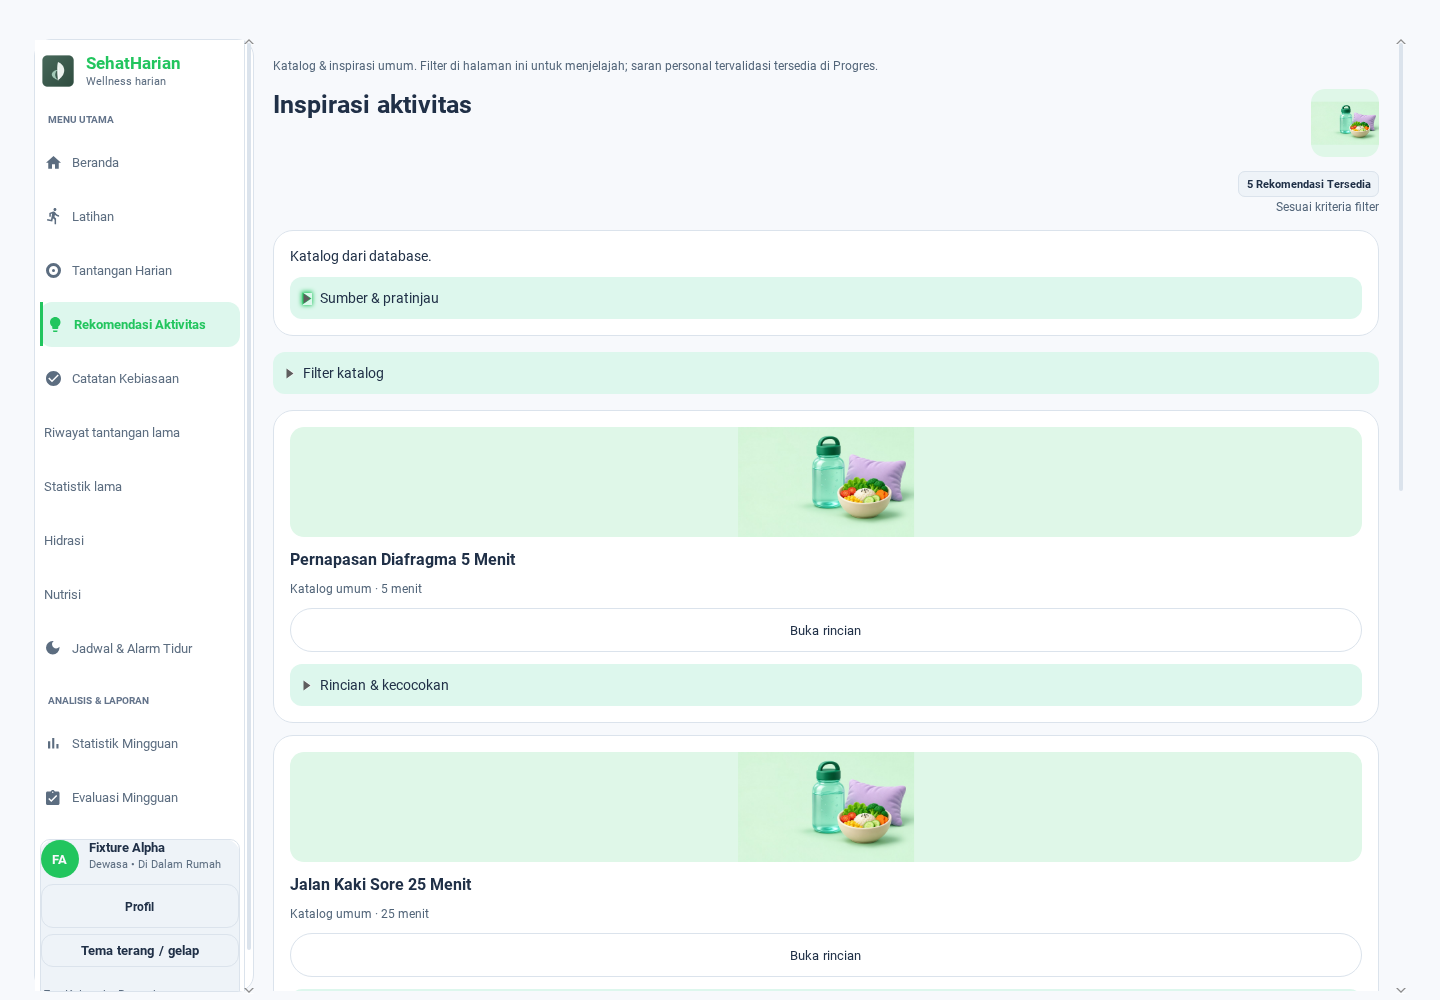 SehatHarian
Wellness harian
MENU UTAMA
Beranda
Latihan
Tantangan Harian
Rekomendasi Aktivitas
Catatan Kebiasaan
Riwayat tantangan lama
Statistik lama
Hidrasi
Nutrisi
Jadwal & Alarm Tidur
ANALISIS & LAPORAN
Statistik Mingguan
Evaluasi Mingguan
FA
Fixture Alpha
Dewasa • Di Dalam Rumah
Profil
Tema terang / gelap
Katalog & inspirasi umum. Filter di halaman ini untuk menjelajah; saran personal tervalidasi tersedia di Progres.
Inspirasi aktivitas
5 Rekomendasi Tersedia
Sesuai kriteria filter
Katalog dari database.
Sumber & pratinjau
Filter katalog
Pernapasan Diafragma 5 Menit
Katalog umum · 5 menit
Buka rincian
Rincian & kecocokan
Jalan Kaki Sore 25 Menit
Katalog umum · 25 menit
Buka rincian